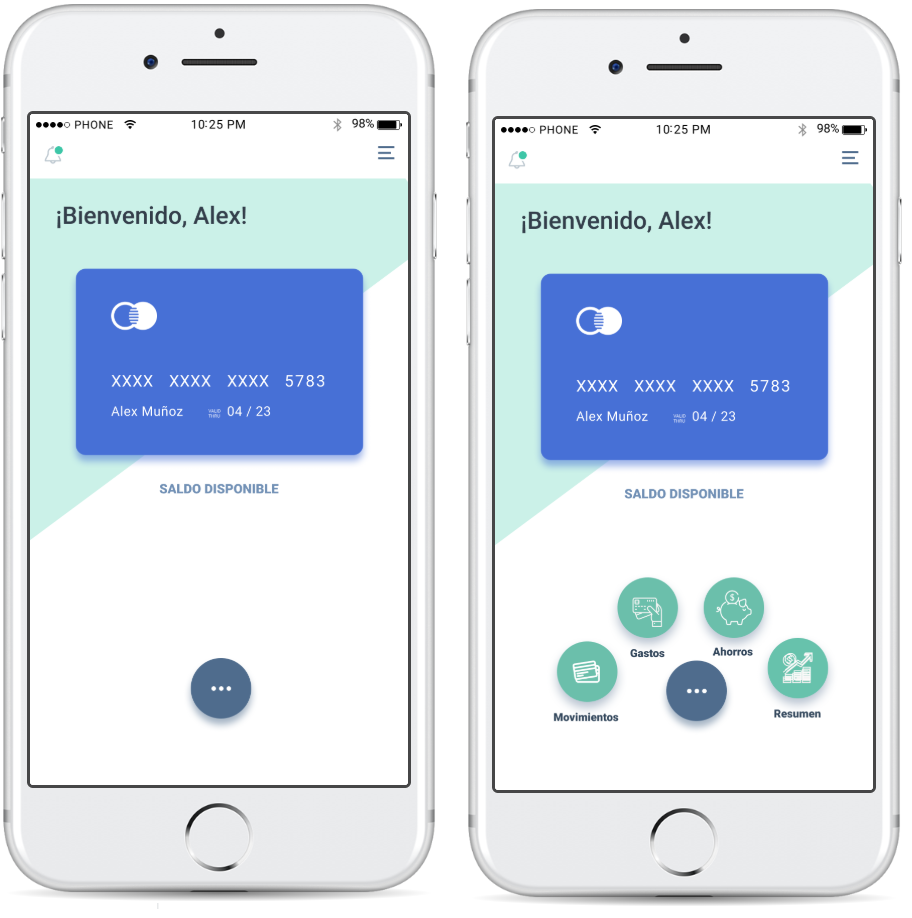 PHONE 10:25 PM 98%
¡Bienvenido, Alex!
XXXX XXXX XXXX 5783
Alex Muñoz VALID THRU 04 / 23
SALDO DISPONIBLE
PHONE 10:25 PM 98%
¡Bienvenido, Alex!
XXXX XXXX XXXX 5783
Alex Muñoz VALID THRU 04 / 23
SALDO DISPONIBLE
Gastos Ahorros
Movimientos Resumen